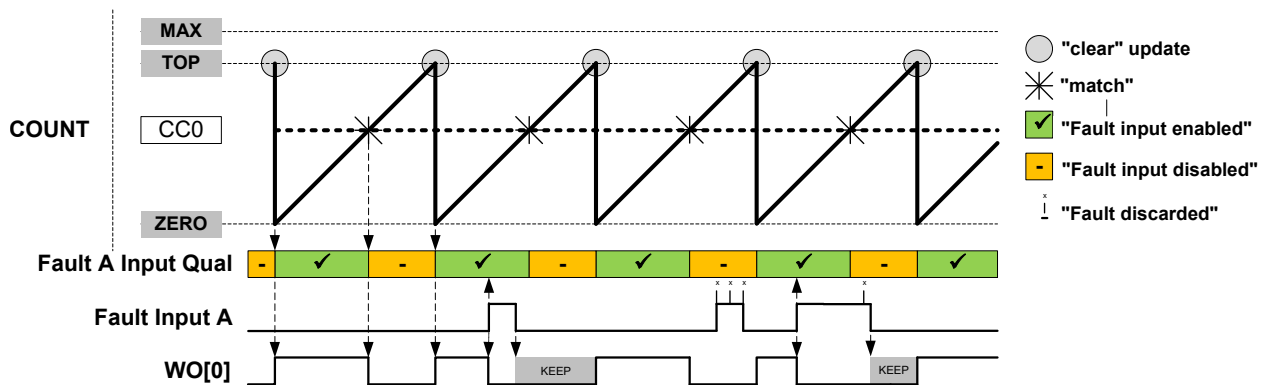 MAX
"clear" update
TOP
"match"
COUNT
CC0
"Fault input enabled"
"Fault input disabled"
x
"Fault discarded"
ZERO
Fault A Input Qual
- ✓ - ✓ - ✓ - ✓ - ✓
x x x x
Fault Input A
WO[0]
KEEP
KEEP